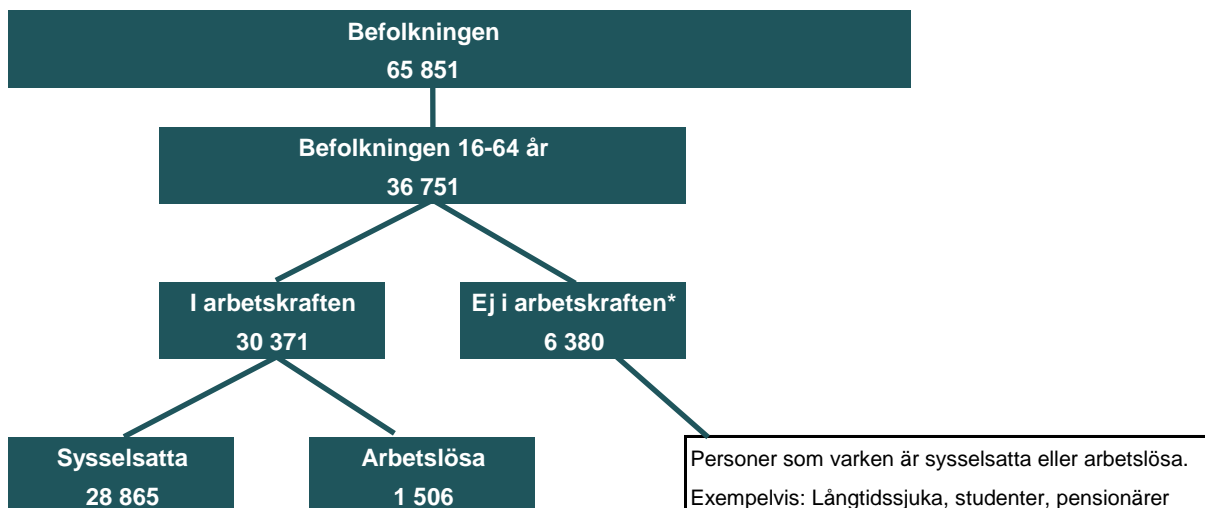 Befolkningen
65 851
Befolkningen 16-64 år
36 751
I arbetskraften
30 371
Ej i arbetskraften*
6 380
Sysselsatta
28 865
Arbetslösa
1 506
Personer som varken är sysselsatta eller arbetslösa.
Exempelvis: Långtidssjuka, studenter, pensionärer